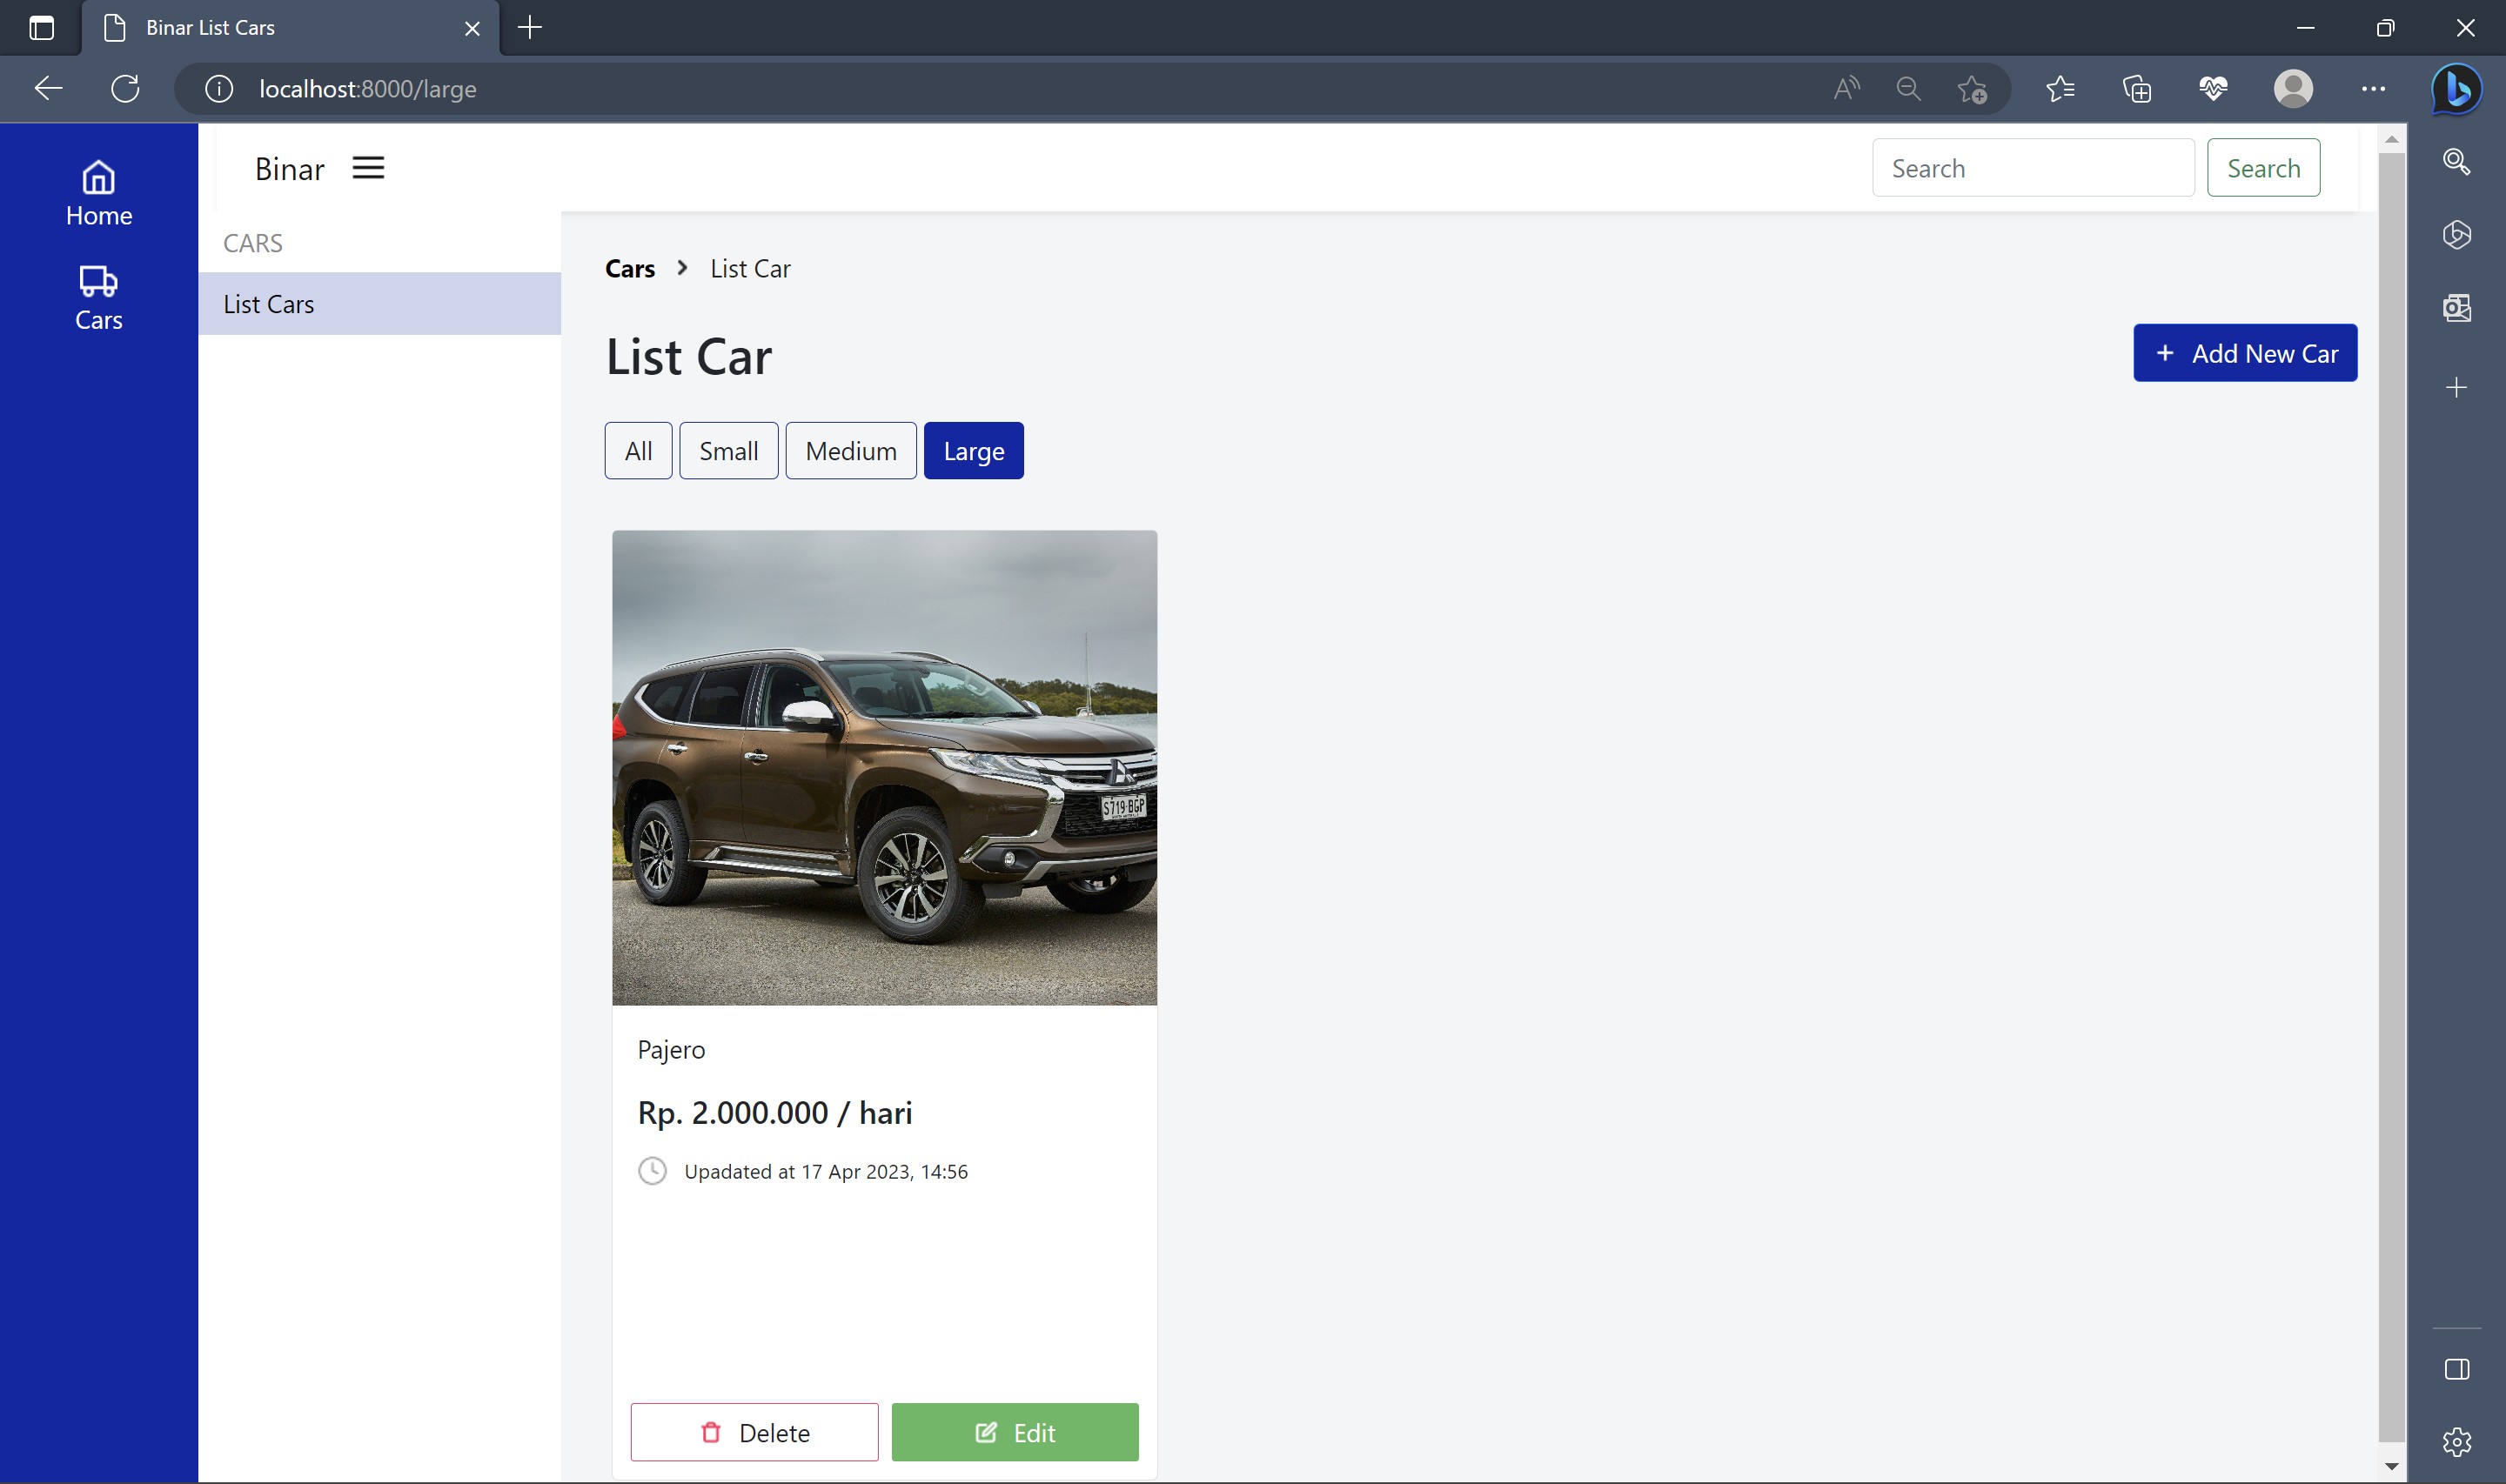 Binar List Cars
localhost:8000/large
Home
Cars
Binar
Search
Search
CARS
List Cars
Cars > List Car
List Car
+ Add New Car
All
Small
Medium
Large
S719·BGP
Pajero
Rp. 2.000.000 / hari
Upadated at 17 Apr 2023, 14:56
Delete
Edit